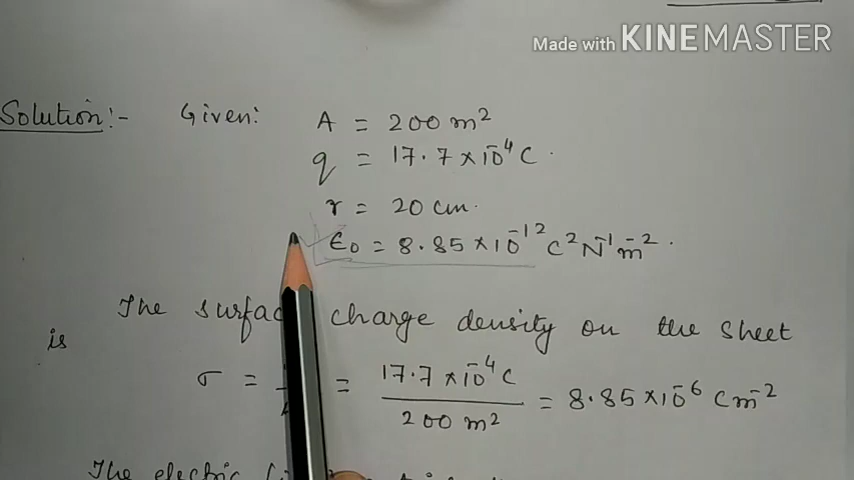 Made with KINEMASTER
Solution:- Given: A = 200 m²
q = 17.7 × 10⁻⁴ C.
r = 20 cm.
ϵ₀ = 8.85 × 10⁻¹² C² N⁻¹ m⁻².
The surface charge density on the sheet
is
σ = = 17.7 × 10⁻⁴ C / 200 m² = 8.85 × 10⁻⁶ C m⁻²
The electric